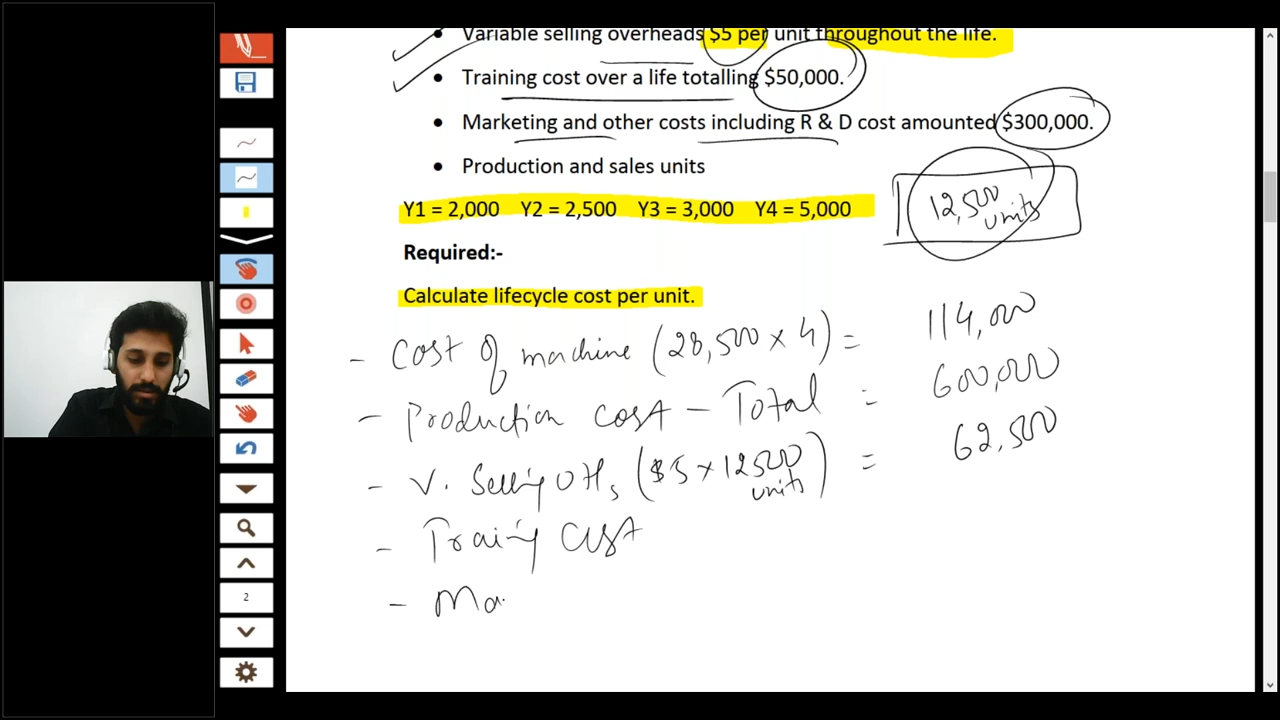 • Variable selling overheads $5 per unit throughout the life.
• Training cost over a life totalling $50,000.
• Marketing and other costs including R & D cost amounted $300,000.
• Production and sales units
12,500 units
Y1 = 2,000 Y2 = 2,500 Y3 = 3,000 Y4 = 5,000
Required:-
Calculate lifecycle cost per unit.
- Cost of machine (28,500 x 4) = 114,000
- Production cost - Total = 600,000
- V. Selling OHs ($5 x 12500 units) = 62,500
- Training Cost
- Ma
2